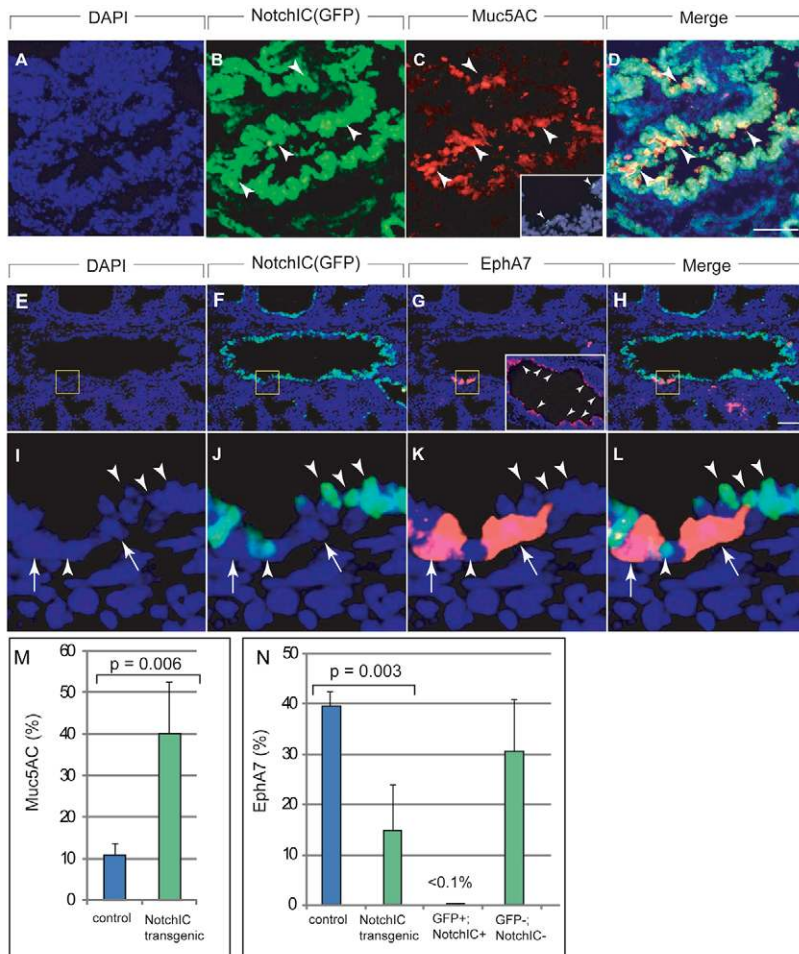 DAPI NotchIC(GFP) Muc5AC Merge
A B C D
DAPI NotchIC(GFP) EphA7 Merge
E F G H
I J K L
M
p = 0.006
60
50
40
30
20
10
0
Muc5AC (%)
control NotchIC transgenic
N
p = 0.003
50
40
30
20
10
0
EphA7 (%)
<0.1%
control NotchIC transgenic GFP+; NotchIC+ GFP-; NotchIC-